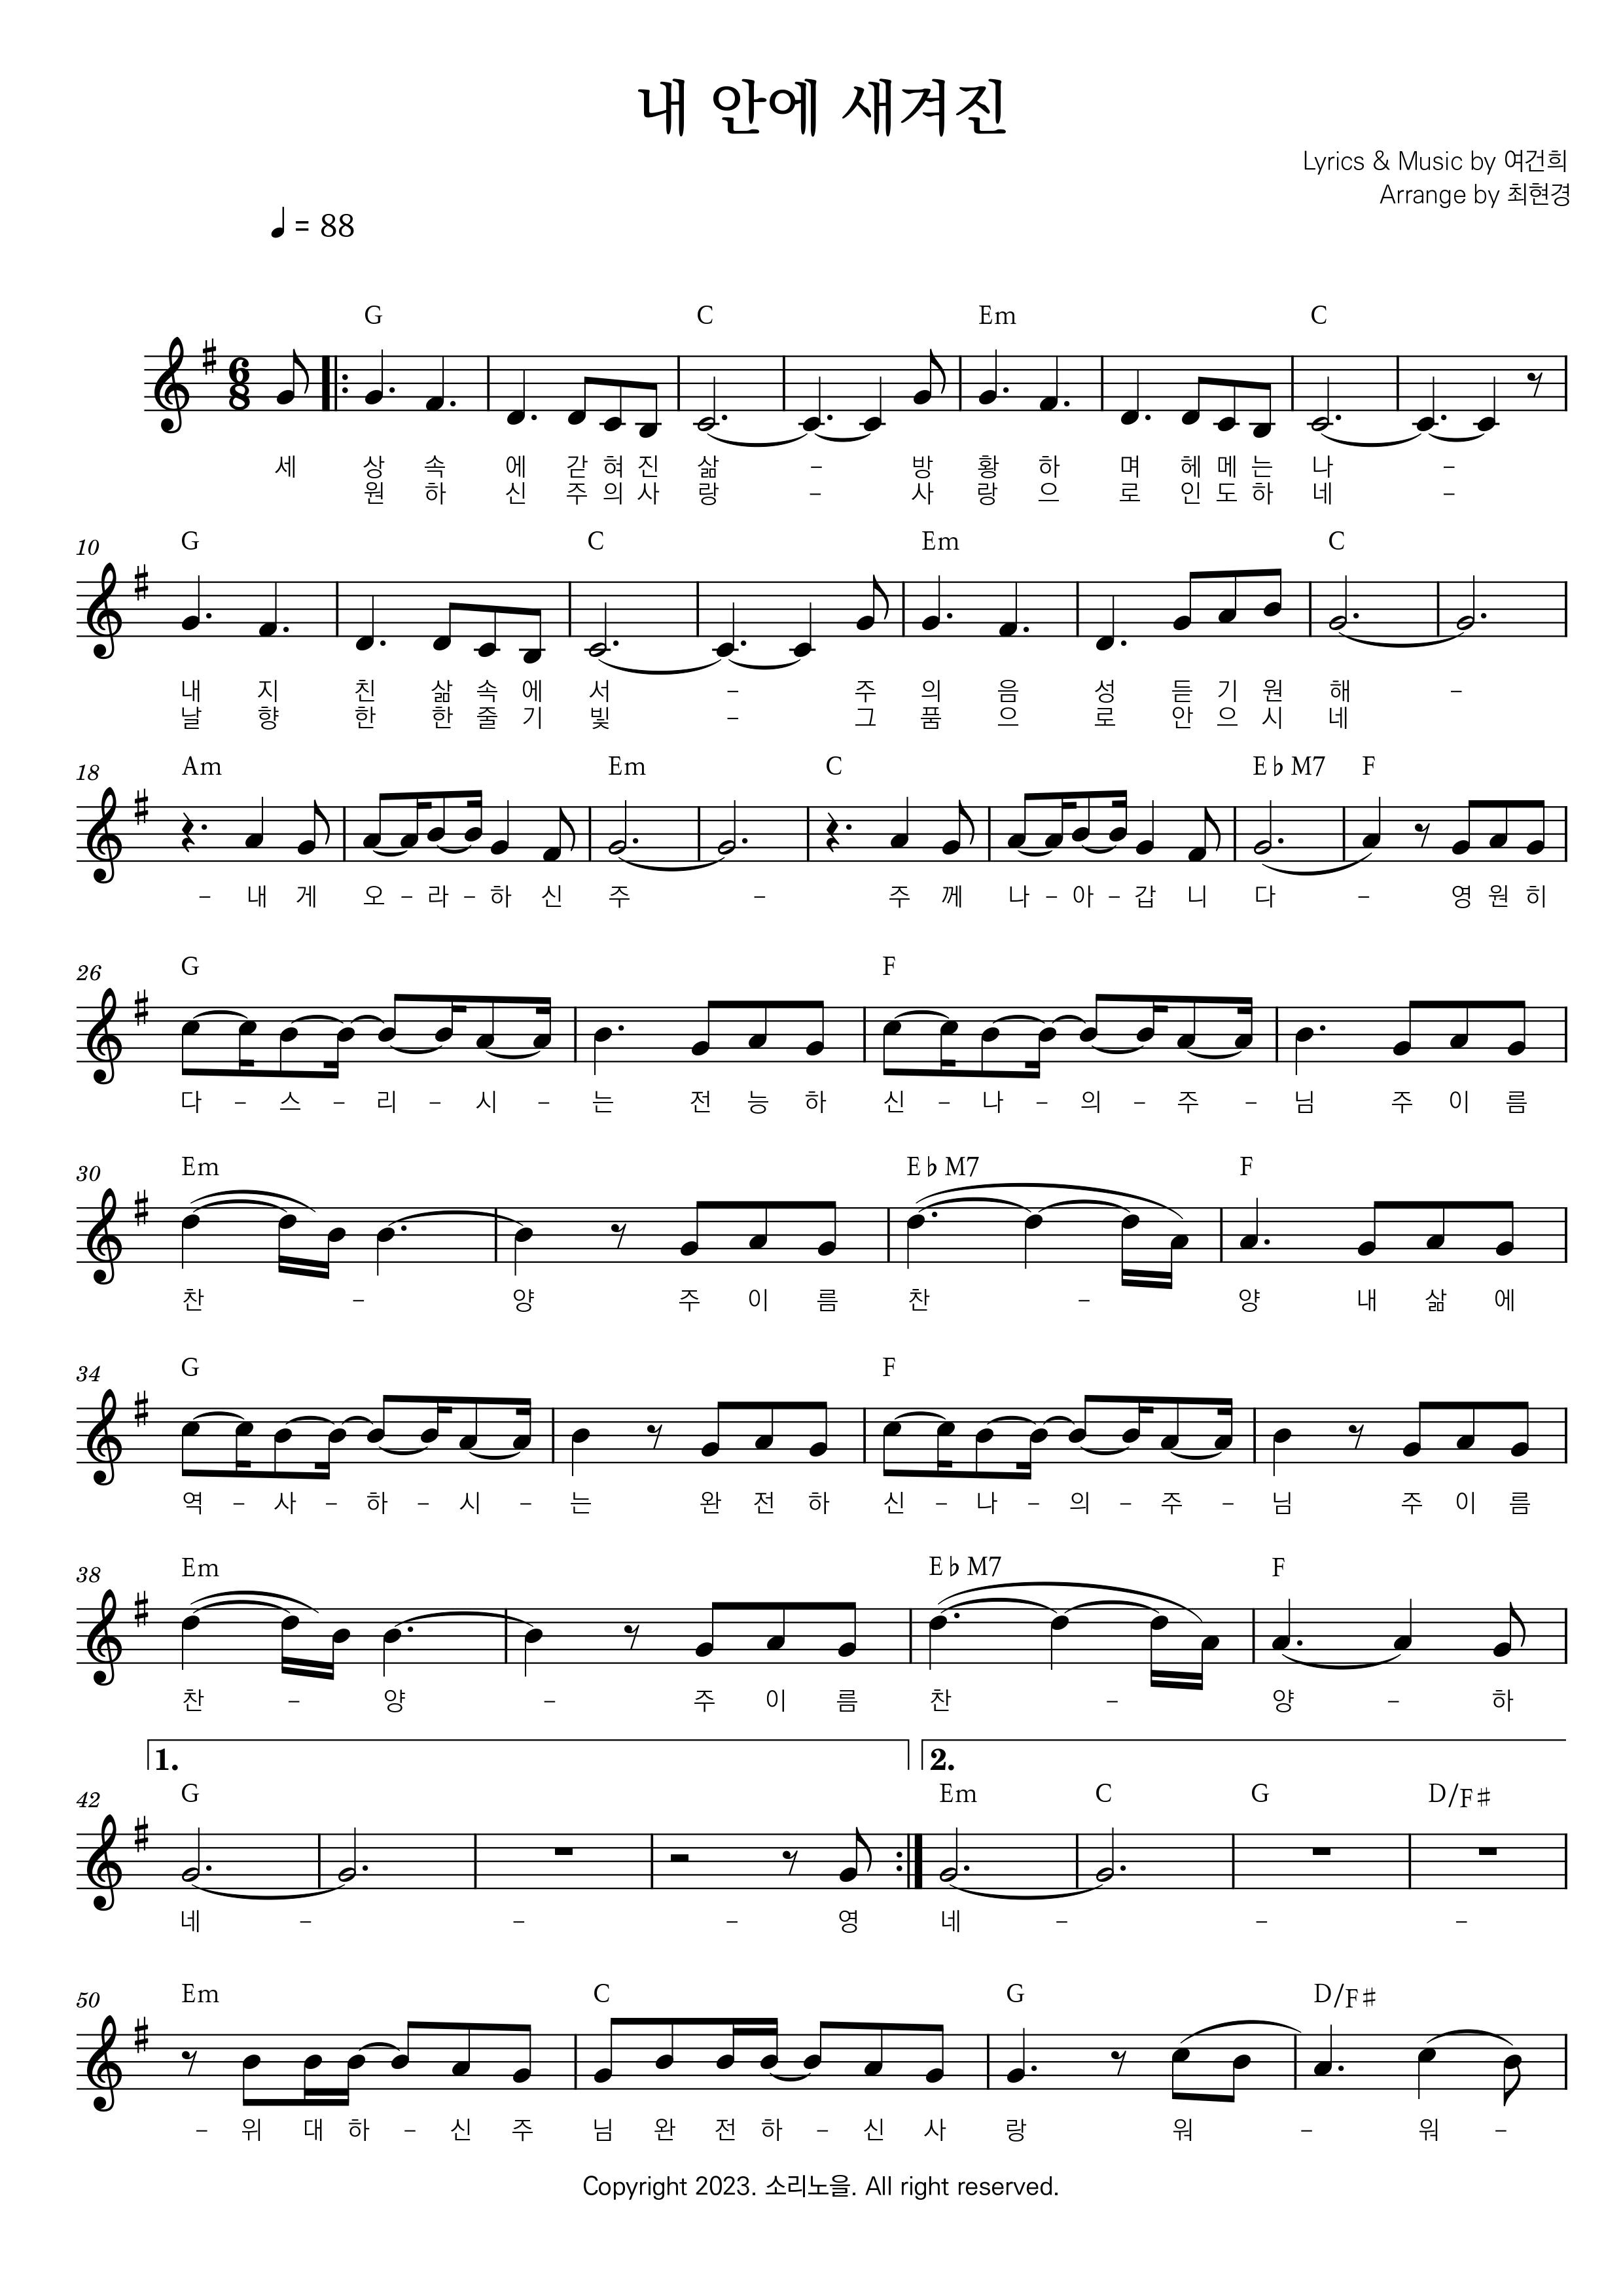 내 안에 새겨진
Lyrics & Music by 여건희
Arrange by 최현경
= 88
G C Em C
6
8
세 상 속 에 갇 혀 진 삶 – 방 황 하 며 헤 메 는 나 –
원 하 신 주 의 사 랑 – 사 랑 으 로 인 도 하 네 –
10 G C Em C
내 지 친 삶 속 에 서 – 주 의 음 성 듣 기 원 해 –
날 향 한 한 줄 기 빛 – 그 품 으 로 안 으 시 네
18 Am Em C E♭M7 F
– 내 게 오 – 라 – 하 신 주 – 주 께 나 – 아 – 갑 니 다 – 영 원 히
26 G F
다 – 스 – 리 – 시 – 는 전 능 하 신 – 나 – 의 – 주 – 님 주 이 름
30 Em E♭M7 F
찬 – 양 주 이 름 찬 – 양 내 삶 에
34 G F
역 – 사 – 하 – 시 – 는 완 전 하 신 – 나 – 의 – 주 – 님 주 이 름
38 Em E♭M7 F
찬 – 양 – 주 이 름 찬 – 양 – 하
1. 2.
42 G Em C G D/F♯
네 – – – 영 네 – – –
50 Em C G D/F♯
– 위 대 하 – 신 주 님 완 전 하 – 신 사 랑 워 – 워 –
Copyright 2023. 소리노을. All right reserved.